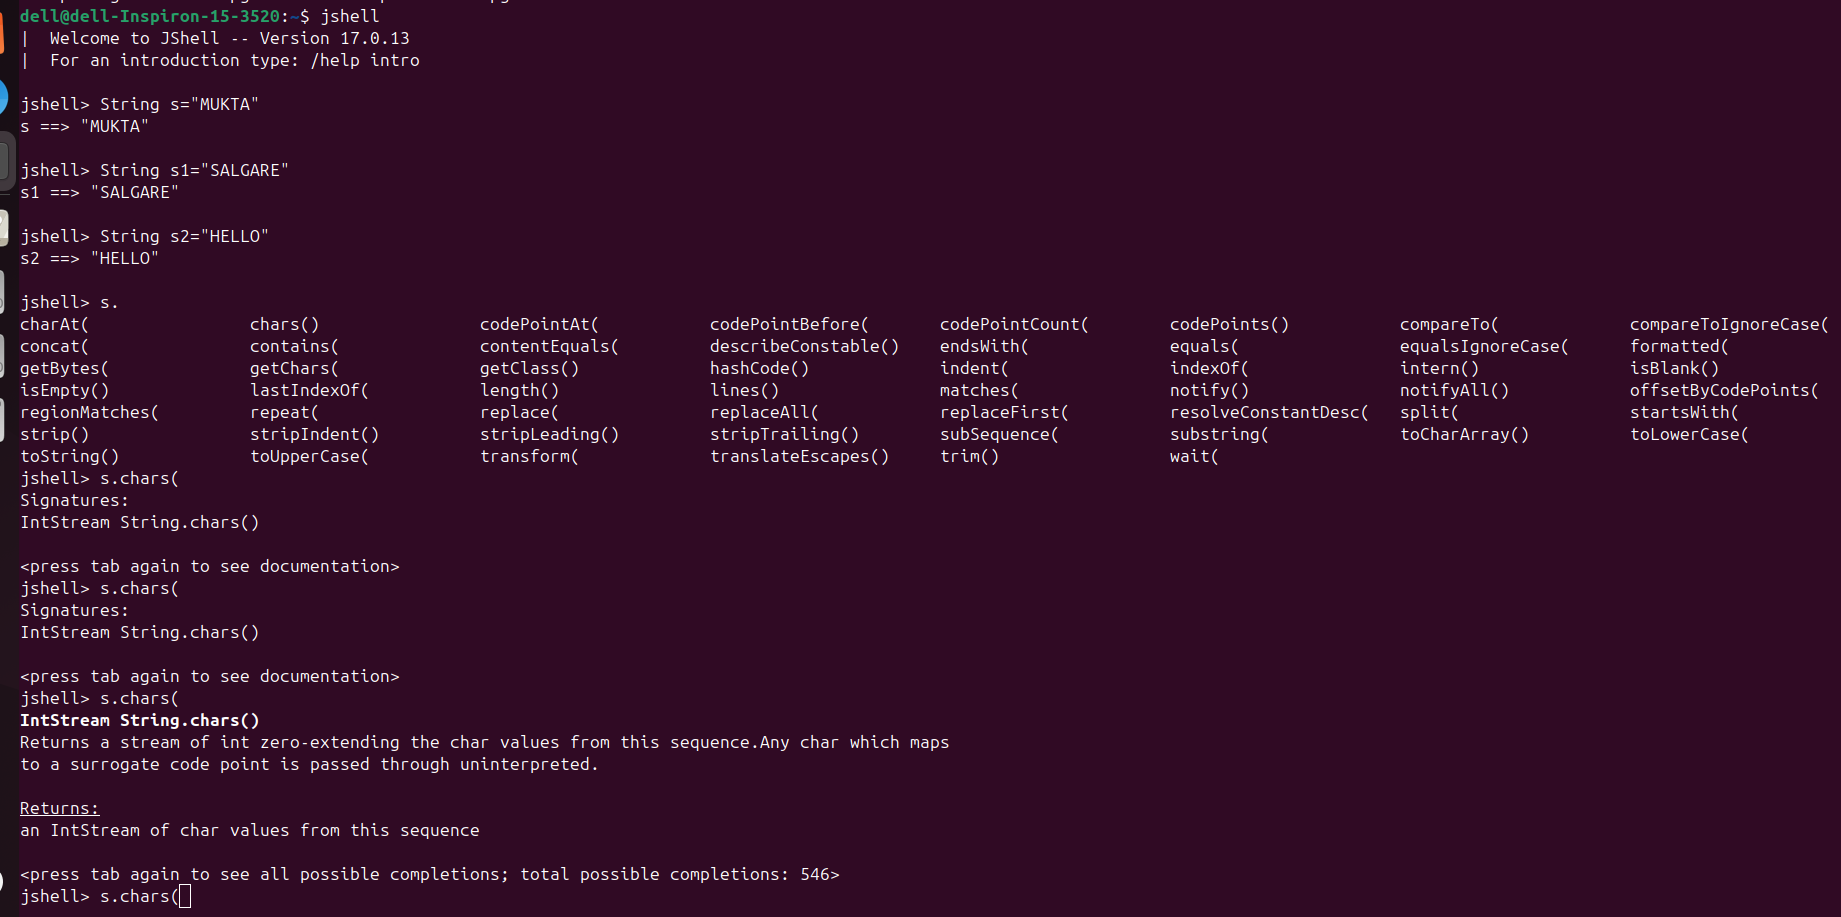 dell@dell-Inspiron-15-3520:~$ jshell
|  Welcome to JShell -- Version 17.0.13
|  For an introduction type: /help intro

jshell> String s="MUKTA"
s ==> "MUKTA"

jshell> String s1="SALGARE"
s1 ==> "SALGARE"

jshell> String s2="HELLO"
s2 ==> "HELLO"

jshell> s.
charAt(                chars()                codePointAt(           codePointBefore(       codePointCount(        codePoints()           compareTo(             compareToIgnoreCase(
concat(                contains(              contentEquals(         describeConstable()    endsWith(              equals(                equalsIgnoreCase(      formatted(
getBytes(              getChars(              getClass()             hashCode()             indent(                indexOf(               intern()               isBlank()
isEmpty()              lastIndexOf(           length()               lines()                matches(               notify()               notifyAll()            offsetByCodePoints(
regionMatches(         repeat(                replace(               replaceAll(            replaceFirst(          resolveConstantDesc(   split(                 startsWith(
strip()                stripIndent()          stripLeading()         stripTrailing()        subSequence(           substring(             toCharArray()          toLowerCase(
toString()             toUpperCase(           transform(             translateEscapes()     trim()                 wait(
jshell> s.chars(
Signatures:
IntStream String.chars()

<press tab again to see documentation>
jshell> s.chars(
Signatures:
IntStream String.chars()

<press tab again to see documentation>
jshell> s.chars(
IntStream String.chars()
Returns a stream of int zero-extending the char values from this sequence.Any char which maps
to a surrogate code point is passed through uninterpreted.

Returns:
an IntStream of char values from this sequence

<press tab again to see all possible completions; total possible completions: 546>
jshell> s.chars(